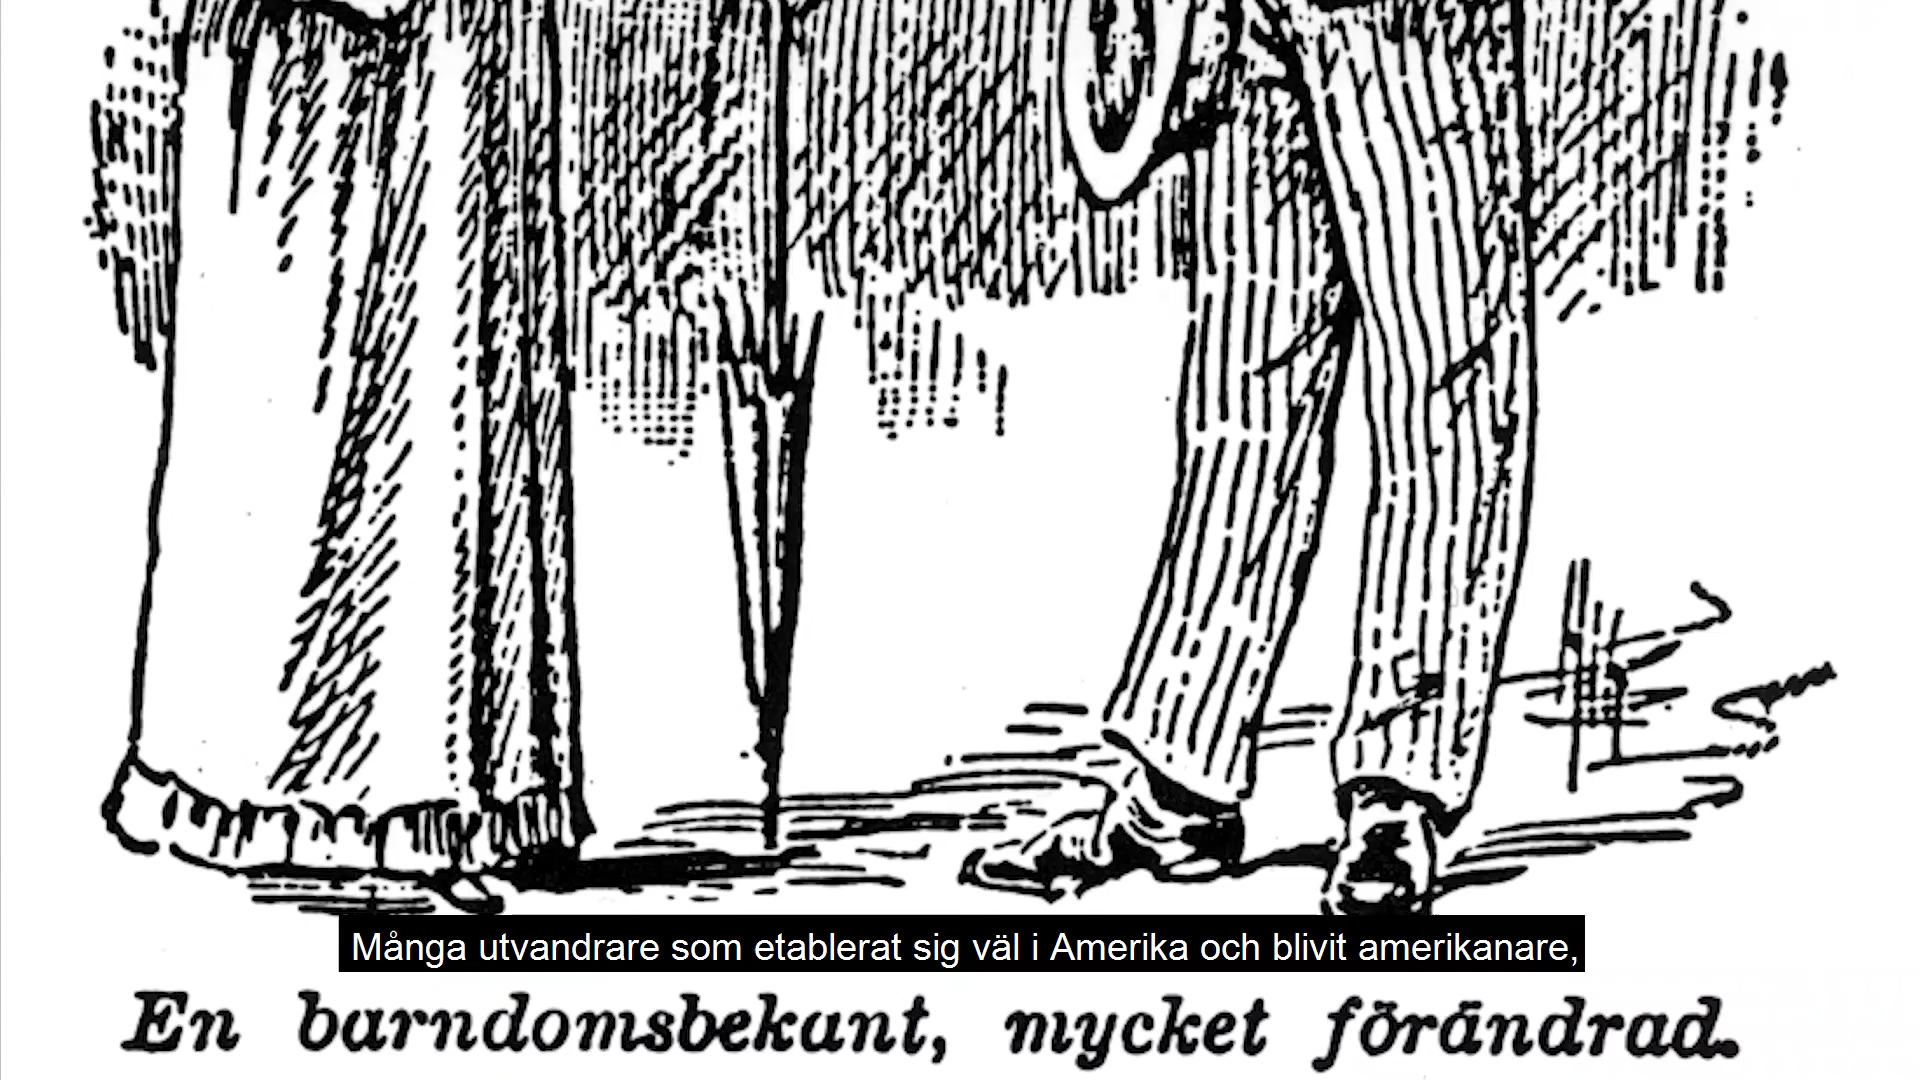 Många utvandrare som etablerat sig väl i Amerika och blivit amerikanare,
En barndomsbekant, mycket förändrad.